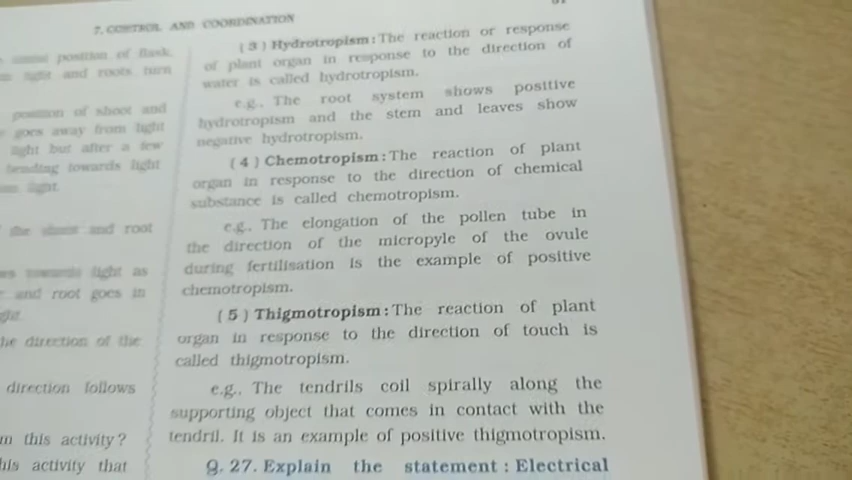 7. CONTROL AND COORDINATION
same position of flask,
light and roots turn
position of shoot and
goes away from light
light but after a few
bending towards light
light.
the shoot and root
towards light as
and root goes in
he direction of the
direction follows
m this activity?
his activity that
( 3 ) Hydrotropism : The reaction or response
of plant organ in response to the direction of
water is called hydrotropism.
e.g., The root system shows positive
hydrotropism and the stem and leaves show
negative hydrotropism.
( 4 ) Chemotropism : The reaction of plant
organ in response to the direction of chemical
substance is called chemotropism.
e.g., The elongation of the pollen tube in
the direction of the micropyle of the ovule
during fertilisation is the example of positive
chemotropism.
( 5 ) Thigmotropism : The reaction of plant
organ in response to the direction of touch is
called thigmotropism.
e.g., The tendrils coil spirally along the
supporting object that comes in contact with the
tendril. It is an example of positive thigmotropism.
Q. 27. Explain the statement : Electrical